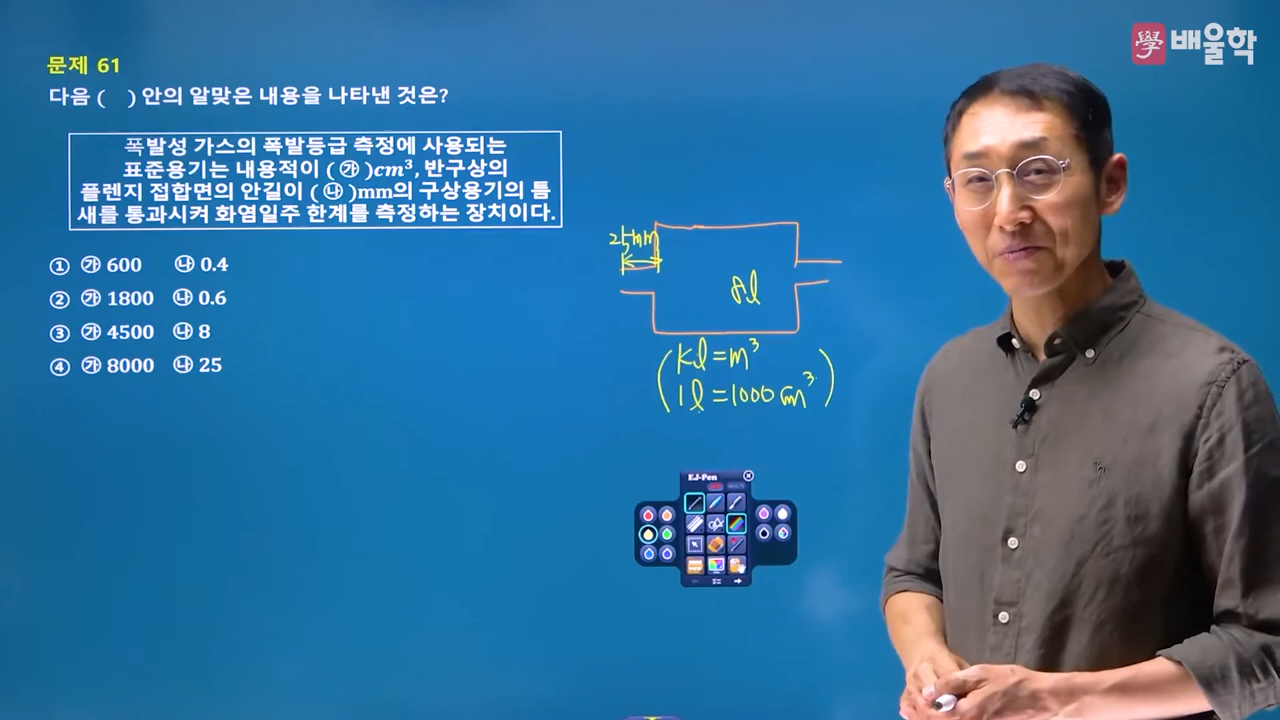 學 배울학
문제 61
다음 ( ) 안의 알맞은 내용을 나타낸 것은?
폭발성 가스의 폭발등급 측정에 사용되는
표준용기는 내용적이 ( ㉮ )cm³, 반구상의
플렌지 접합면의 안길이 ( ㉯ )mm의 구상용기의 틈
새를 통과시켜 화염일주 한계를 측정하는 장치이다.
① ㉮ 600 ㉯ 0.4
② ㉮ 1800 ㉯ 0.6
③ ㉮ 4500 ㉯ 8
④ ㉮ 8000 ㉯ 25
25mm
8l
kl = m³
1l = 1000 cm³
EJ-Pen